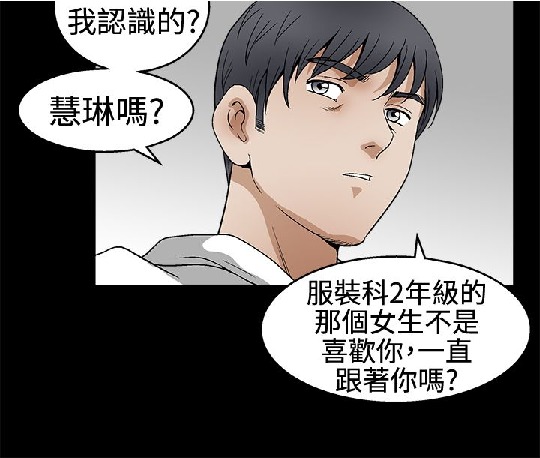 我認識的?
慧琳嗎?
服裝科2年級的
那個女生不是
喜歡你,一直
跟著你嗎?